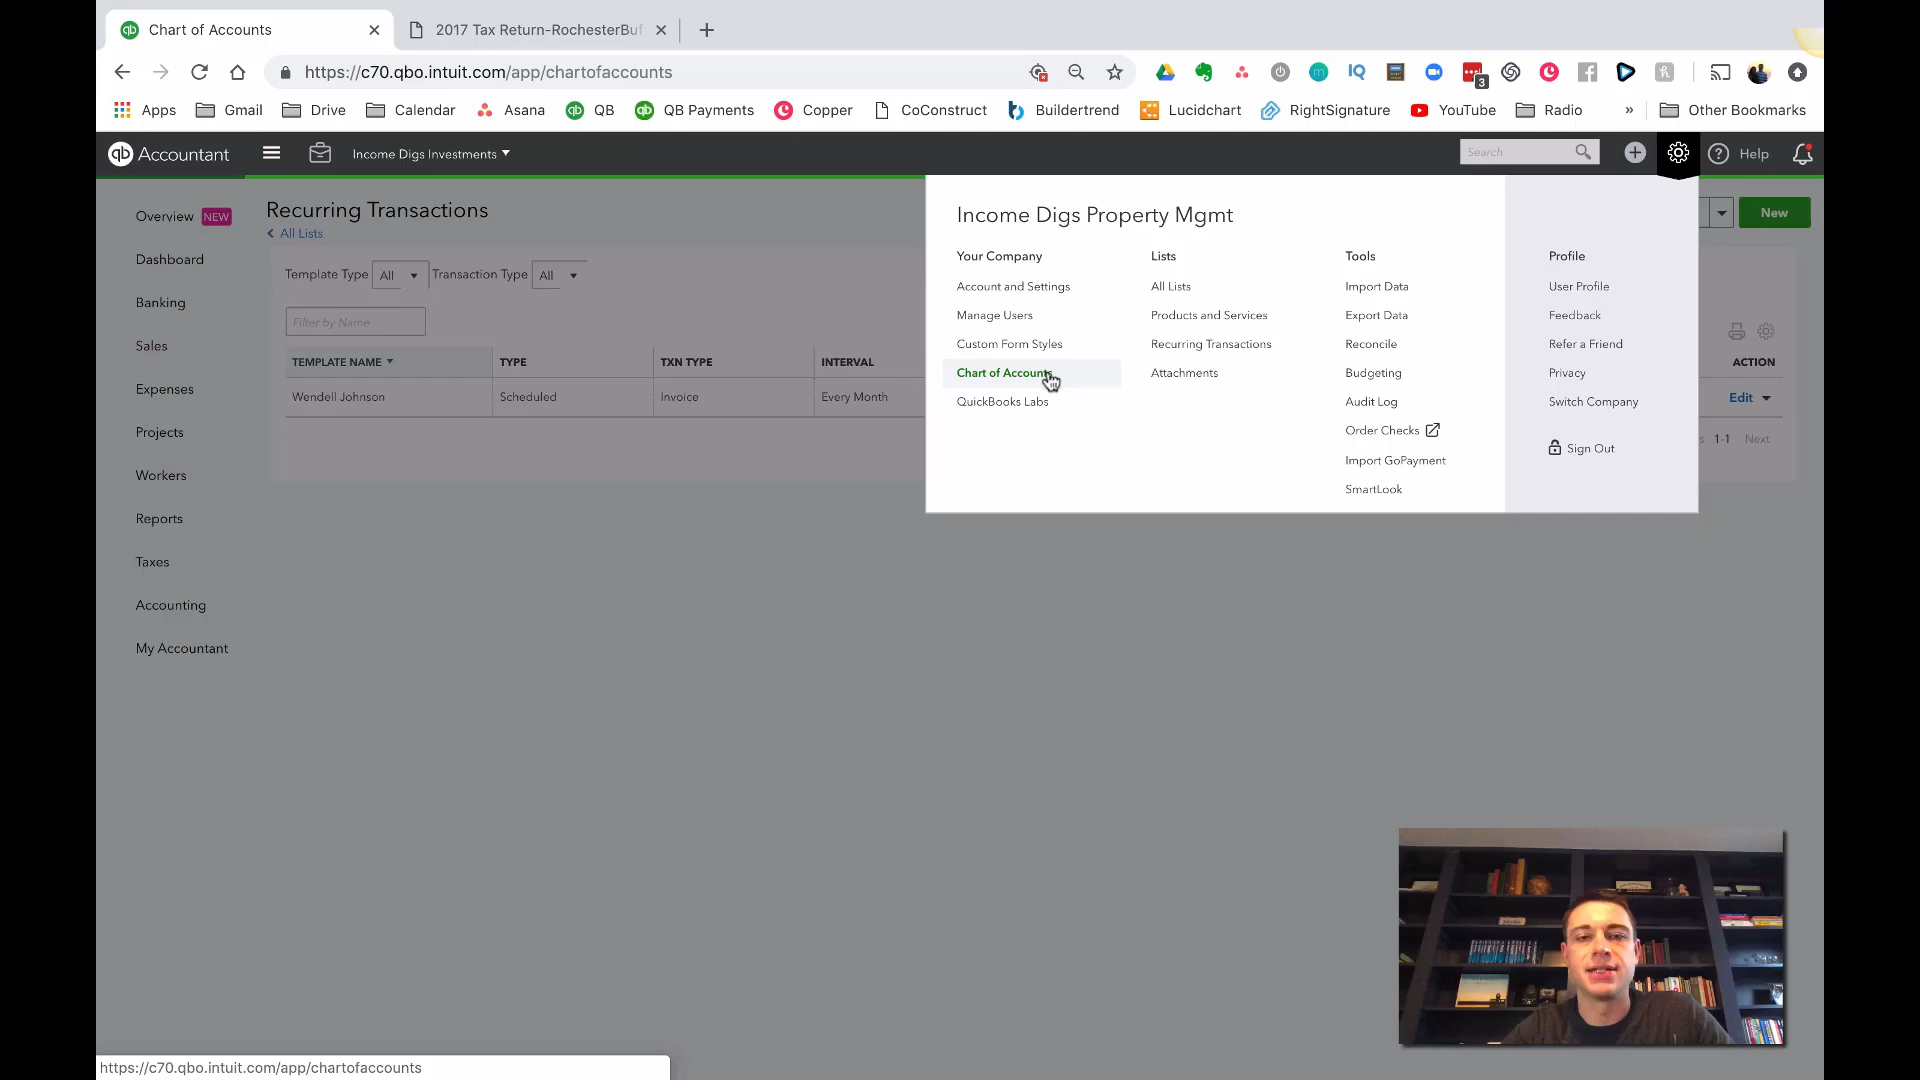 Chart of Accounts
2017 Tax Return-RochesterBuf
https://c70.qbo.intuit.com/app/chartofaccounts
IQ
3
Apps Gmail Drive Calendar Asana QB QB Payments Copper CoConstruct Buildertrend Lucidchart RightSignature YouTube Radio » Other Bookmarks
qb Accountant
Income Digs Investments
Search
Help
Overview NEW
Dashboard
Banking
Sales
Expenses
Projects
Workers
Reports
Taxes
Accounting
My Accountant
Recurring Transactions
All Lists
New
Template Type All Transaction Type All
Filter by Name
TEMPLATE NAME TYPE TXN TYPE INTERVAL ACTION
Wendell Johnson Scheduled Invoice Every Month Edit
1-1 Next
Income Digs Property Mgmt
Your Company
Account and Settings
Manage Users
Custom Form Styles
Chart of Accounts
QuickBooks Labs
Lists
All Lists
Products and Services
Recurring Transactions
Attachments
Tools
Import Data
Export Data
Reconcile
Budgeting
Audit Log
Order Checks
Import GoPayment
SmartLook
Profile
User Profile
Feedback
Refer a Friend
Privacy
Switch Company
Sign Out
https://c70.qbo.intuit.com/app/chartofaccounts